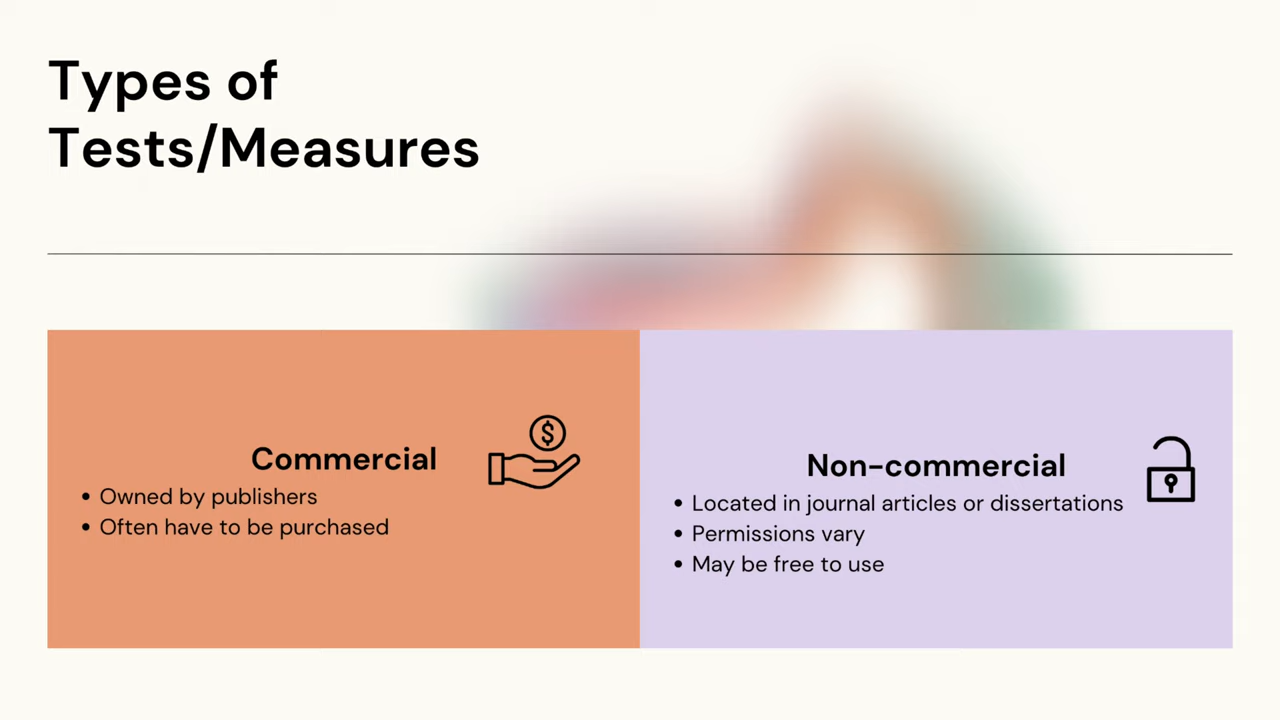 Types of
Tests/Measures
Commercial
• Owned by publishers
• Often have to be purchased
Non-commercial
• Located in journal articles or dissertations
• Permissions vary
• May be free to use